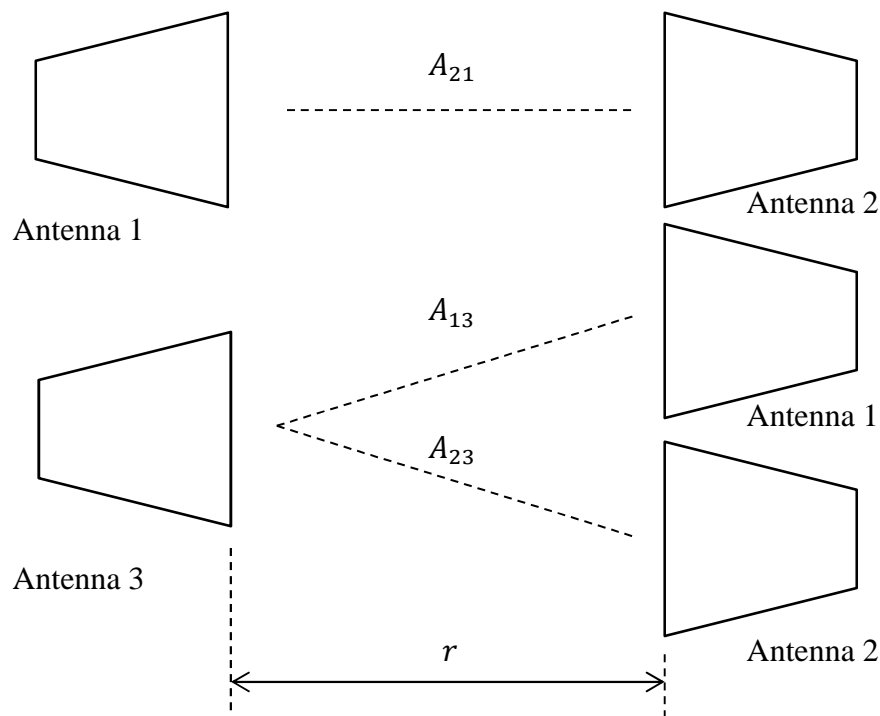 A₂₁
Antenna 1
Antenna 2
A₁₃
Antenna 1
A₂₃
Antenna 3
Antenna 2
r